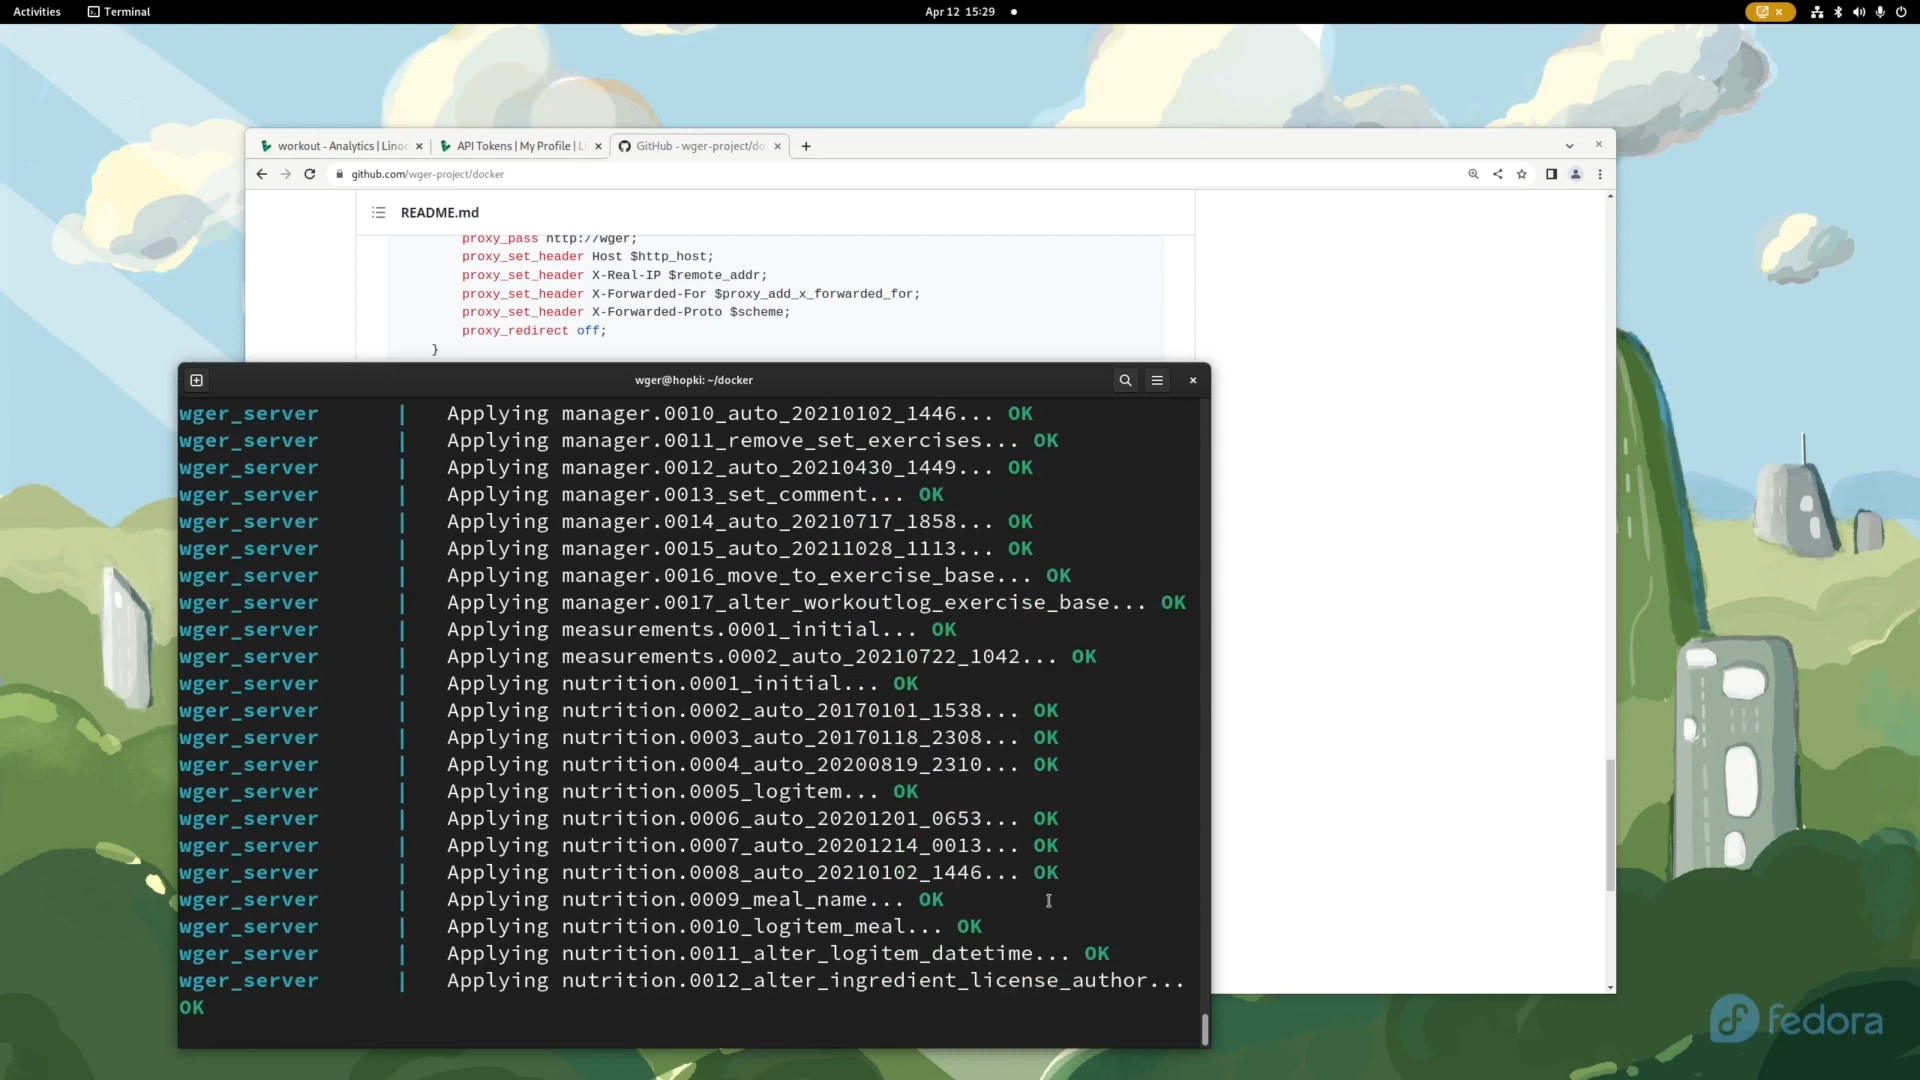 Activities Terminal Apr 12 15:29
workout - Analytics | Lino API Tokens | My Profile | L GitHub - wger-project/do
github.com/wger-project/docker
README.md
proxy_pass http://wger;
proxy_set_header Host $http_host;
proxy_set_header X-Real-IP $remote_addr;
proxy_set_header X-Forwarded-For $proxy_add_x_forwarded_for;
proxy_set_header X-Forwarded-Proto $scheme;
proxy_redirect off;
}
wger@hopki: ~/docker
wger_server | Applying manager.0010_auto_20210102_1446... OK
wger_server | Applying manager.0011_remove_set_exercises... OK
wger_server | Applying manager.0012_auto_20210430_1449... OK
wger_server | Applying manager.0013_set_comment... OK
wger_server | Applying manager.0014_auto_20210717_1858... OK
wger_server | Applying manager.0015_auto_20211028_1113... OK
wger_server | Applying manager.0016_move_to_exercise_base... OK
wger_server | Applying manager.0017_alter_workoutlog_exercise_base... OK
wger_server | Applying measurements.0001_initial... OK
wger_server | Applying measurements.0002_auto_20210722_1042... OK
wger_server | Applying nutrition.0001_initial... OK
wger_server | Applying nutrition.0002_auto_20170101_1538... OK
wger_server | Applying nutrition.0003_auto_20170118_2308... OK
wger_server | Applying nutrition.0004_auto_20200819_2310... OK
wger_server | Applying nutrition.0005_logitem... OK
wger_server | Applying nutrition.0006_auto_20201201_0653... OK
wger_server | Applying nutrition.0007_auto_20201214_0013... OK
wger_server | Applying nutrition.0008_auto_20210102_1446... OK
wger_server | Applying nutrition.0009_meal_name... OK
wger_server | Applying nutrition.0010_logitem_meal... OK
wger_server | Applying nutrition.0011_alter_logitem_datetime... OK
wger_server | Applying nutrition.0012_alter_ingredient_license_author...
OK
fedora